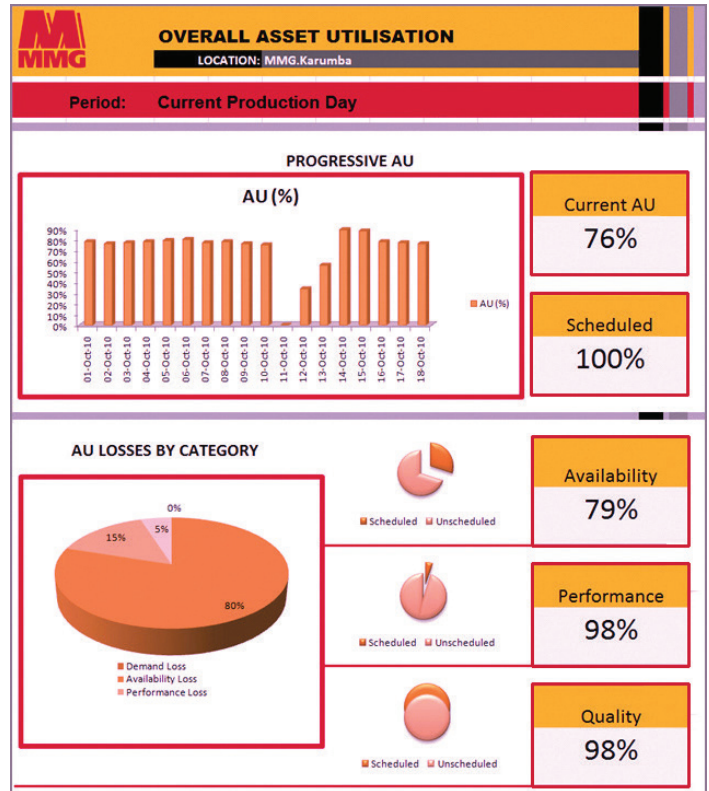 MMG
OVERALL ASSET UTILISATION
LOCATION: MMG.Karumba
Period: Current Production Day
PROGRESSIVE AU
AU (%)
90%
80%
70%
60%
50%
40%
30%
20%
10%
0%
01-Oct-10
02-Oct-10
03-Oct-10
04-Oct-10
05-Oct-10
06-Oct-10
07-Oct-10
08-Oct-10
09-Oct-10
10-Oct-10
11-Oct-10
12-Oct-10
13-Oct-10
14-Oct-10
15-Oct-10
16-Oct-10
17-Oct-10
18-Oct-10
AU (%)
Current AU
76%
Scheduled
100%
AU LOSSES BY CATEGORY
0%
5%
15%
80%
Demand Loss
Availability Loss
Performance Loss
Scheduled Unscheduled
Availability
79%
Scheduled Unscheduled
Performance
98%
Scheduled Unscheduled
Quality
98%